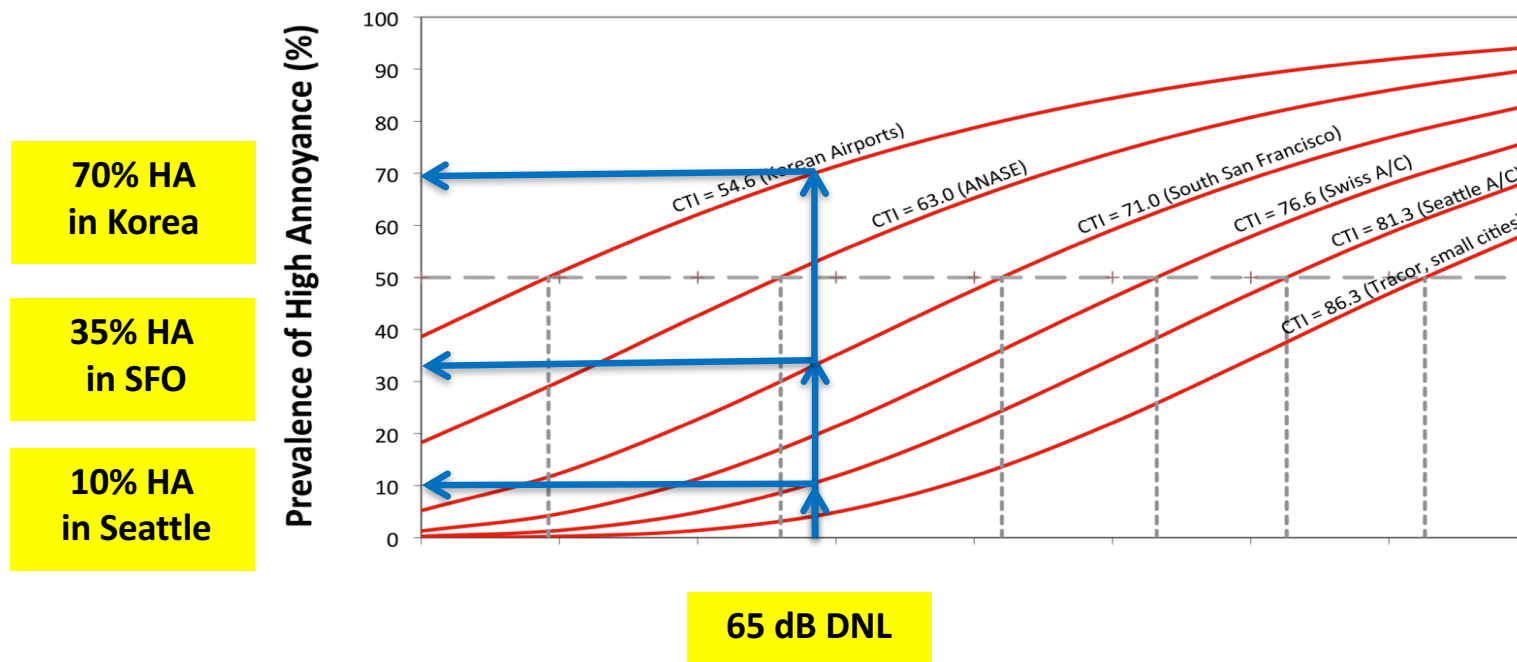 Prevalence of High Annoyance (%)
100
90
80
70
60
50
40
30
20
10
0
70% HA
in Korea
35% HA
in SFO
10% HA
in Seattle
CTI = 54.6 (Korean Airports)
CTI = 63.0 (ANASE)
CTI = 71.0 (South San Francisco)
CTI = 76.6 (Swiss A/C)
CTI = 81.3 (Seattle A/C)
CTI = 86.3 (Tracor, small cities)
65 dB DNL